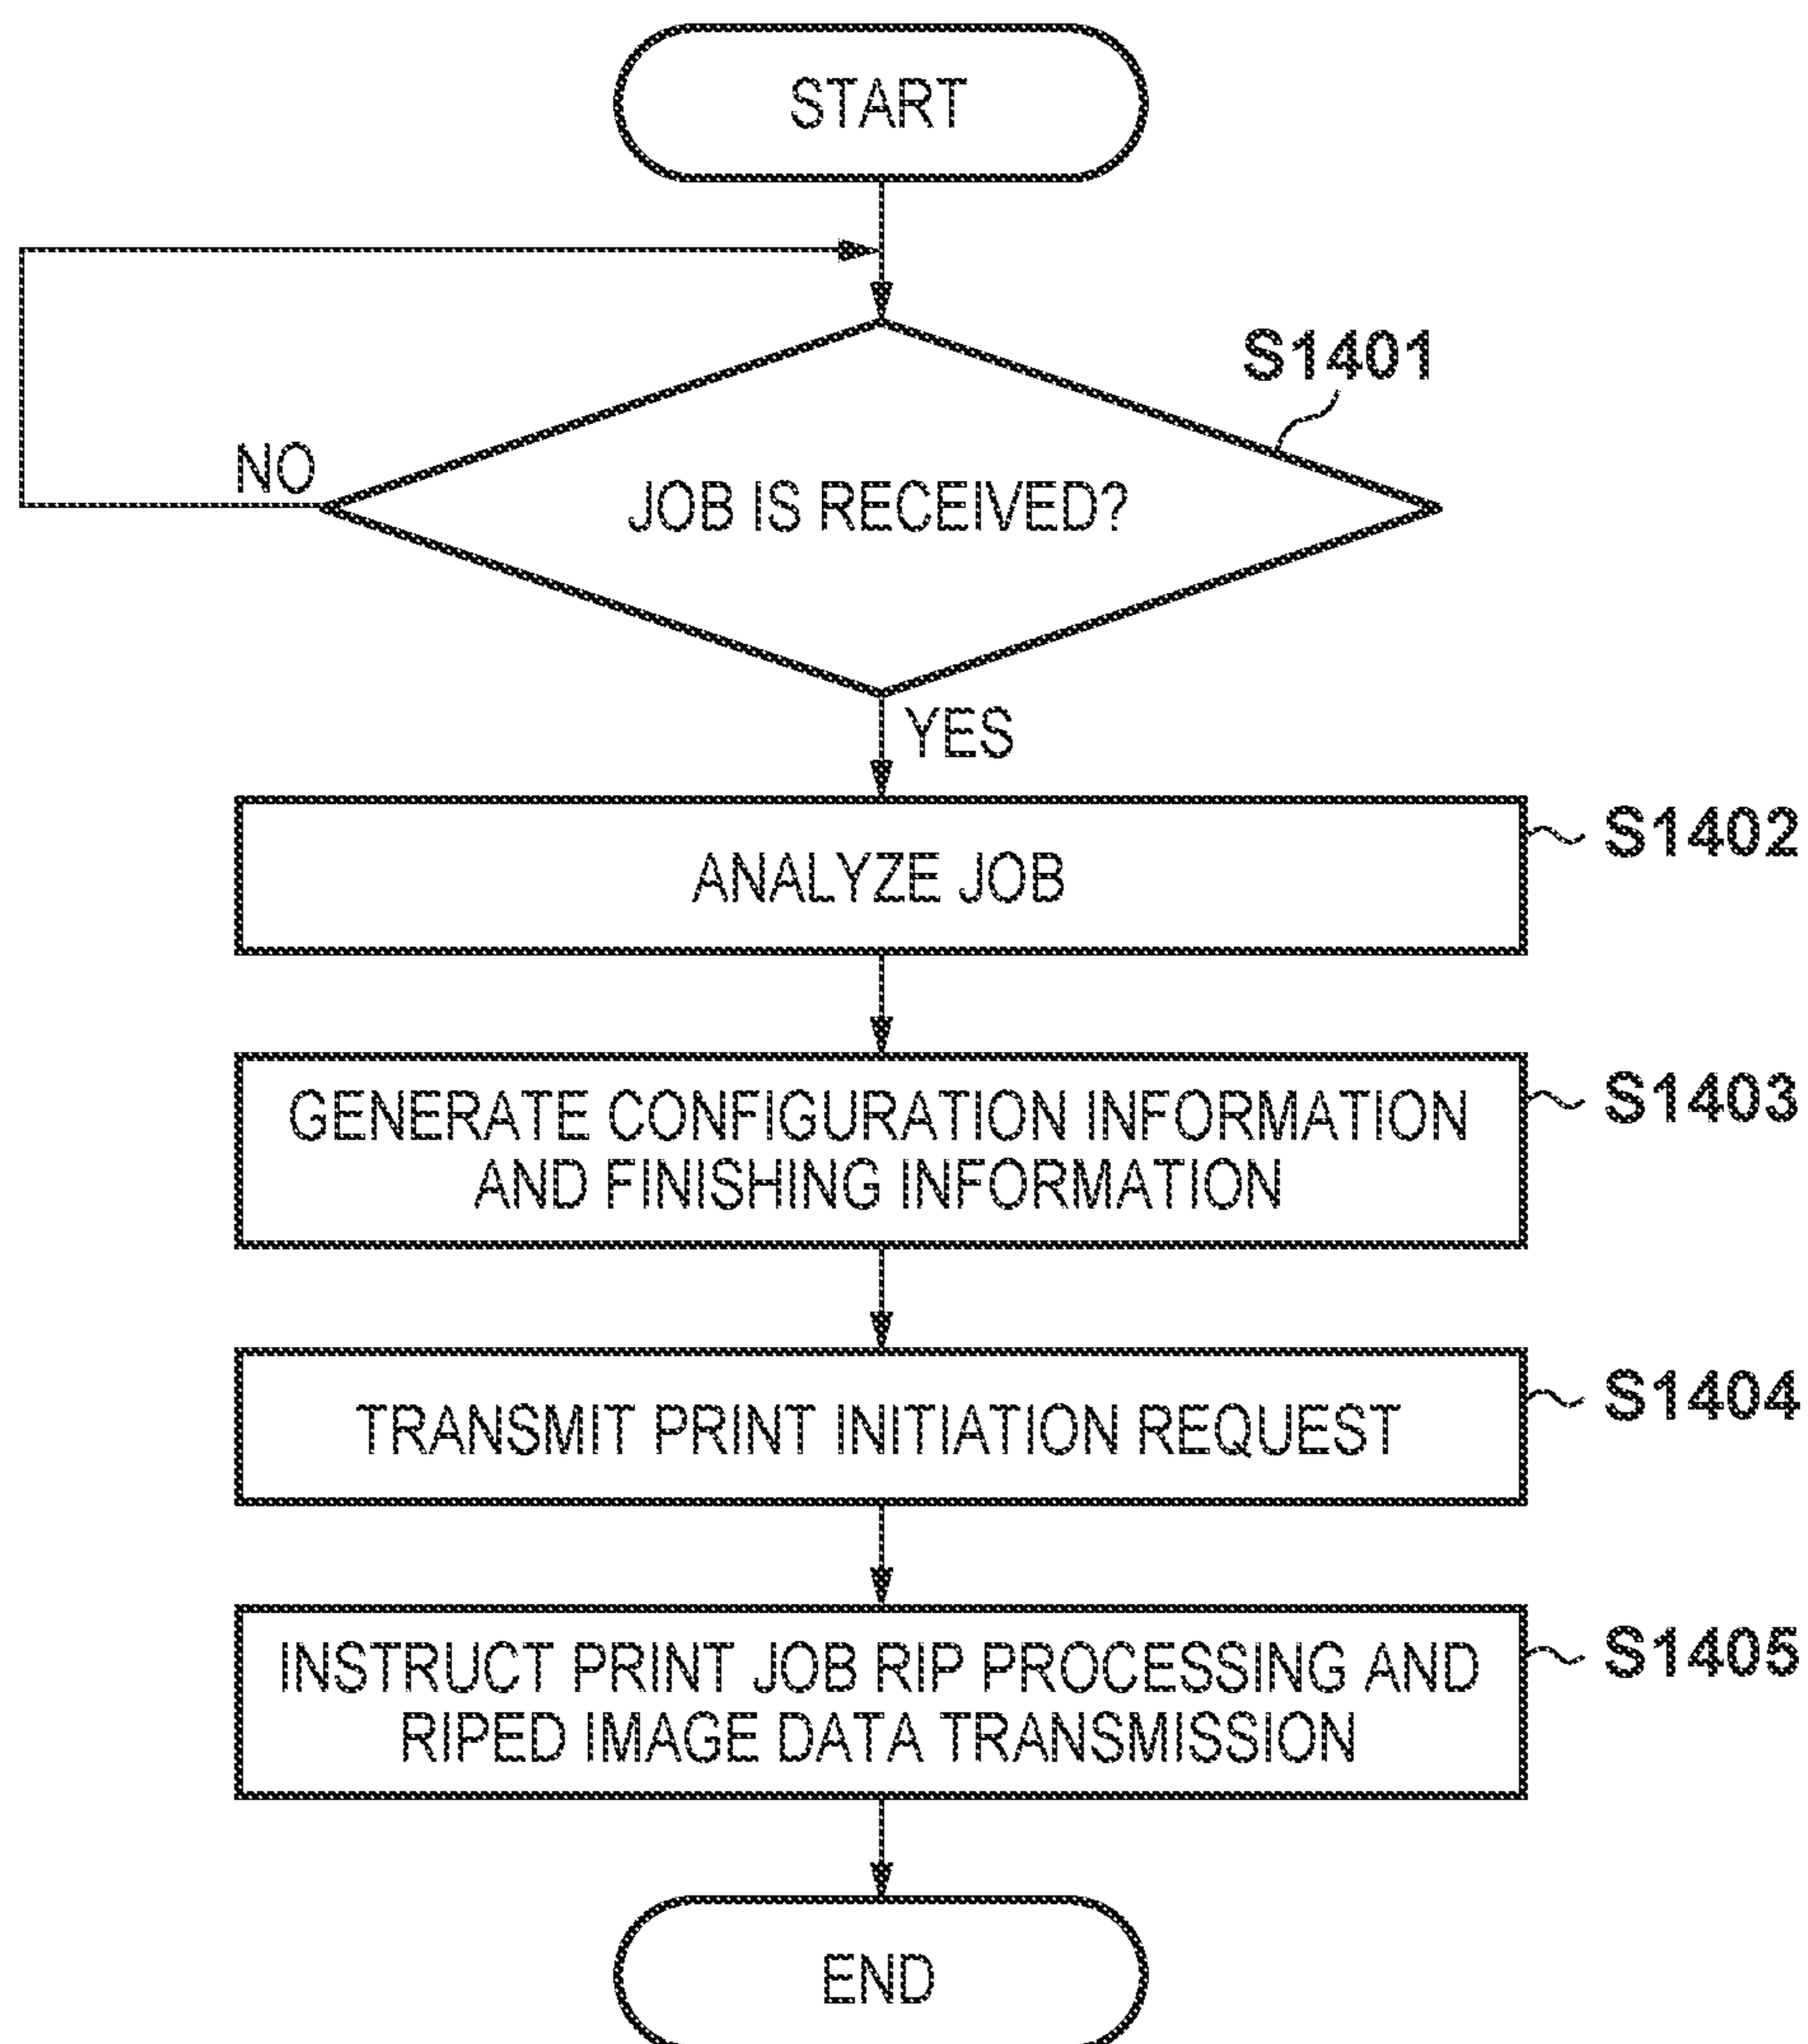 START
S1401
NO
JOB IS RECEIVED?
YES
ANALYZE JOB
S1402
GENERATE CONFIGURATION INFORMATION
AND FINISHING INFORMATION
S1403
TRANSMIT PRINT INITIATION REQUEST
S1404
INSTRUCT PRINT JOB RIP PROCESSING AND
RIPED IMAGE DATA TRANSMISSION
S1405
END